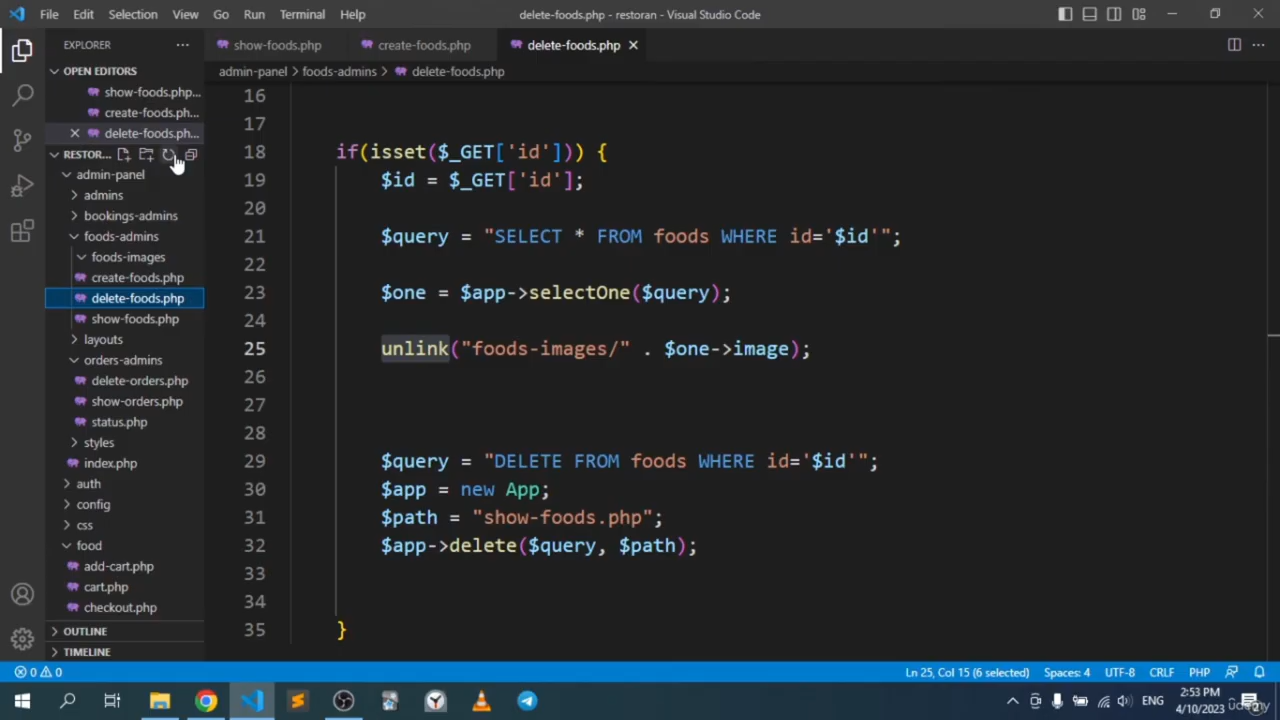 File Edit Selection View Go Run Terminal Help
delete-foods.php - restoran - Visual Studio Code
EXPLORER
show-foods.php
create-foods.php
delete-foods.php
OPEN EDITORS
show-foods.php...
create-foods.ph...
delete-foods.ph...
RESTOR...
admin-panel
admins
bookings-admins
foods-admins
foods-images
create-foods.php
delete-foods.php
show-foods.php
layouts
orders-admins
delete-orders.php
show-orders.php
status.php
styles
index.php
auth
config
css
food
add-cart.php
cart.php
checkout.php
OUTLINE
TIMELINE
admin-panel > foods-admins > delete-foods.php
16
17
18 if(isset($_GET['id'])) {
19 $id = $_GET['id'];
20
21 $query = "SELECT * FROM foods WHERE id='$id'";
22
23 $one = $app->selectOne($query);
24
25 unlink("foods-images/" . $one->image);
26
27
28
29 $query = "DELETE FROM foods WHERE id='$id'";
30 $app = new App;
31 $path = "show-foods.php";
32 $app->delete($query, $path);
33
34
35 }
0 0
Ln 25, Col 15 (6 selected) Spaces: 4 UTF-8 CRLF PHP
ENG
2:53 PM
4/10/2023
2
Udemy